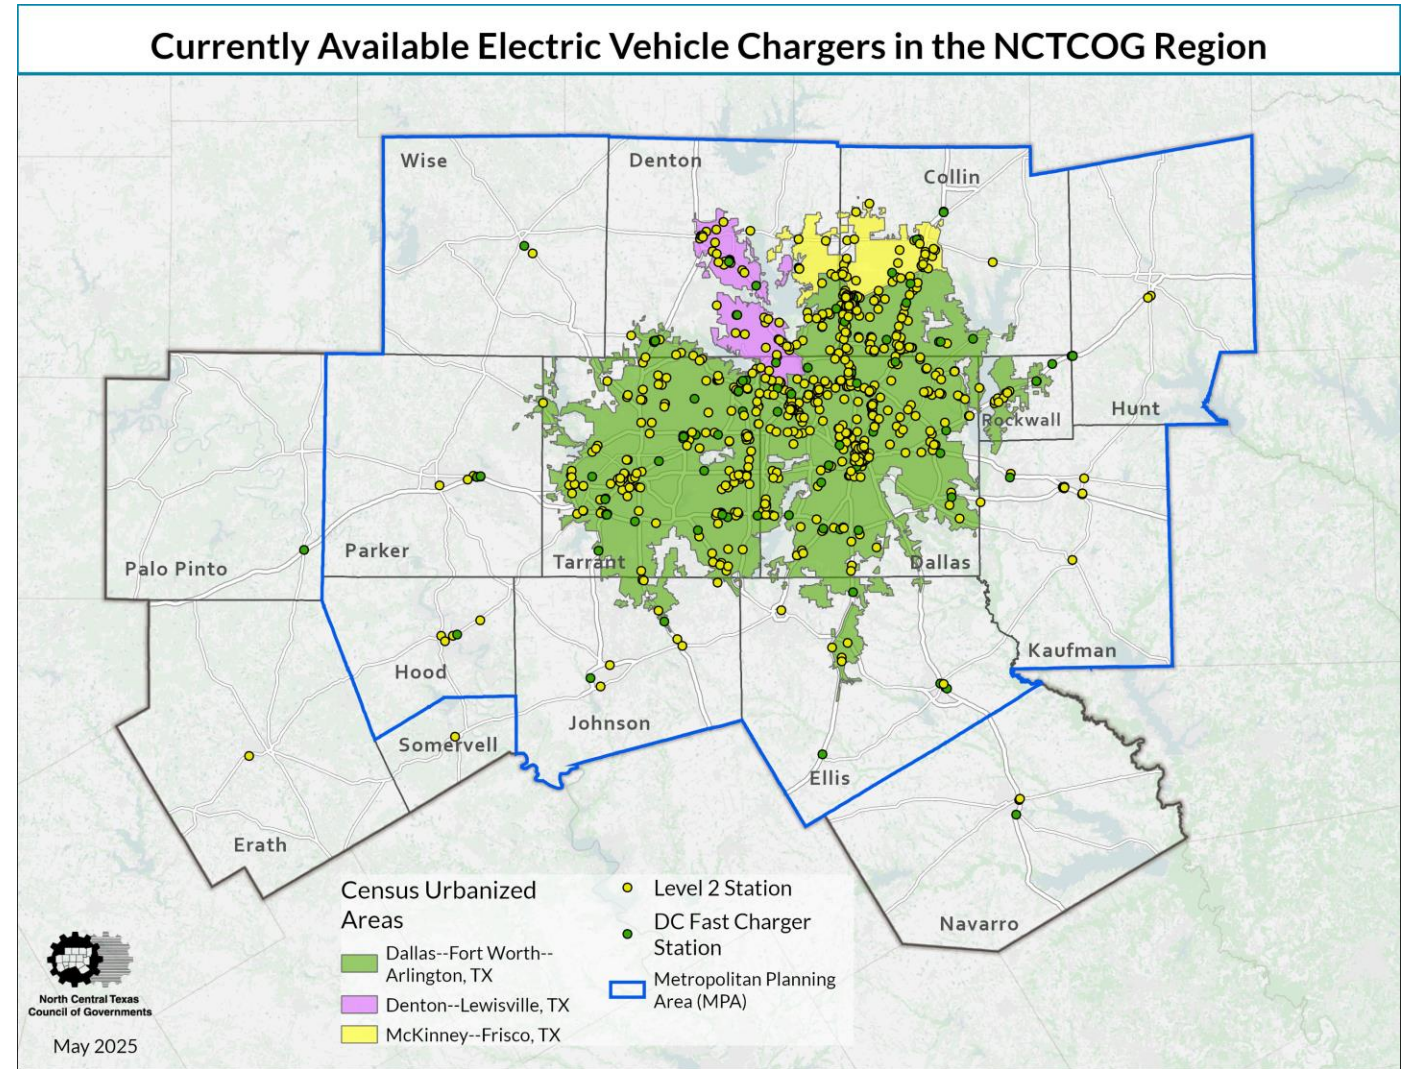 Currently Available Electric Vehicle Chargers in the NCTCOG Region
Wise
Denton
Collin
Hunt
Rockwall
Palo Pinto
Parker
Tarrant
Dallas
Kaufman
Hood
Johnson
Somervell
Ellis
Erath
Navarro
Census Urbanized
Areas
Dallas--Fort Worth--
Arlington, TX
Denton--Lewisville, TX
McKinney--Frisco, TX
Level 2 Station
DC Fast Charger
Station
Metropolitan Planning
Area (MPA)
North Central Texas
Council of Governments
May 2025